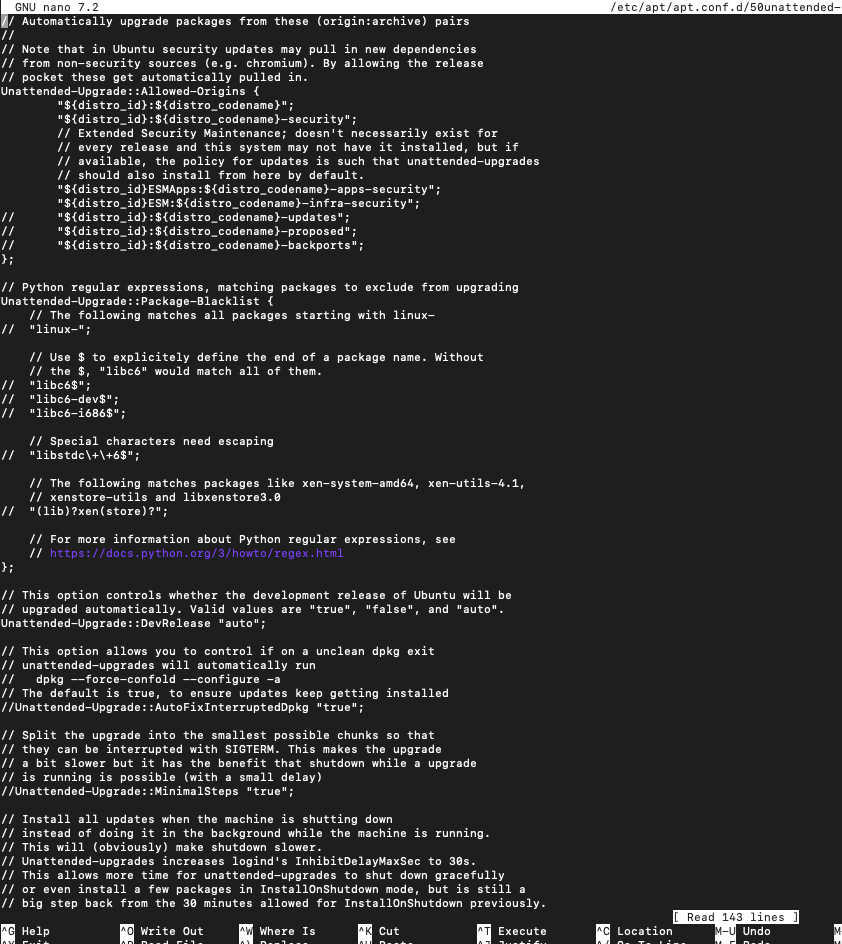 GNU nano 7.2 /etc/apt/apt.conf.d/50unattended-
// Automatically upgrade packages from these (origin:archive) pairs
//
// Note that in Ubuntu security updates may pull in new dependencies
// from non-security sources (e.g. chromium). By allowing the release
// pocket these get automatically pulled in.
Unattended-Upgrade::Allowed-Origins {
        "${distro_id}:${distro_codename}";
        "${distro_id}:${distro_codename}-security";
        // Extended Security Maintenance; doesn't necessarily exist for
        // every release and this system may not have it installed, but if
        // available, the policy for updates is such that unattended-upgrades
        // should also install from here by default.
        "${distro_id}ESMApps:${distro_codename}-apps-security";
        "${distro_id}ESM:${distro_codename}-infra-security";
//      "${distro_id}:${distro_codename}-updates";
//      "${distro_id}:${distro_codename}-proposed";
//      "${distro_id}:${distro_codename}-backports";
};
// Python regular expressions, matching packages to exclude from upgrading
Unattended-Upgrade::Package-Blacklist {
    // The following matches all packages starting with linux-
//  "linux-";
    // Use $ to explicitely define the end of a package name. Without
    // the $, "libc6" would match all of them.
//  "libc6$";
//  "libc6-dev$";
//  "libc6-i686$";
    // Special characters need escaping
//  "libstdc\+\+6$";
    // The following matches packages like xen-system-amd64, xen-utils-4.1,
    // xenstore-utils and libxenstore3.0
//  "(lib)?xen(store)?";
    // For more information about Python regular expressions, see
    // https://docs.python.org/3/howto/regex.html
};
// This option controls whether the development release of Ubuntu will be
// upgraded automatically. Valid values are "true", "false", and "auto".
Unattended-Upgrade::DevRelease "auto";
// This option allows you to control if on a unclean dpkg exit
// unattended-upgrades will automatically run
//   dpkg --force-confold --configure -a
// The default is true, to ensure updates keep getting installed
//Unattended-Upgrade::AutoFixInterruptedDpkg "true";
// Split the upgrade into the smallest possible chunks so that
// they can be interrupted with SIGTERM. This makes the upgrade
// a bit slower but it has the benefit that shutdown while a upgrade
// is running is possible (with a small delay)
//Unattended-Upgrade::MinimalSteps "true";
// Install all updates when the machine is shutting down
// instead of doing it in the background while the machine is running.
// This will (obviously) make shutdown slower.
// Unattended-upgrades increases logind's InhibitDelayMaxSec to 30s.
// This allows more time for unattended-upgrades to shut down gracefully
// or even install a few packages in InstallOnShutdown mode, but is still a
// big step back from the 30 minutes allowed for InstallOnShutdown previously.
[ Read 143 lines ]
^G Help ^O Write Out ^W Where Is ^K Cut ^T Execute ^C Location M-U Undo